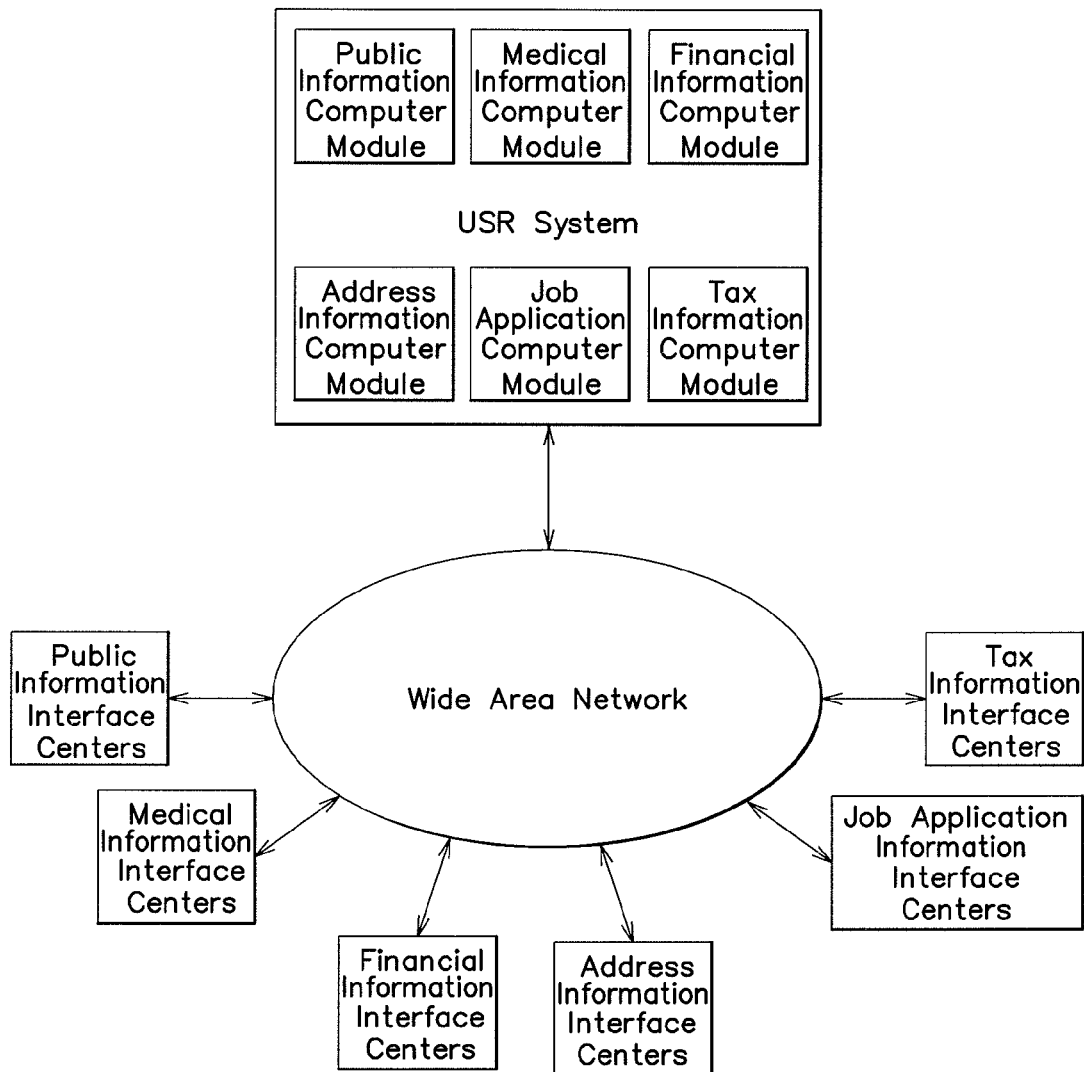 Public
Information
Computer
Module
Medical
Information
Computer
Module
Financial
Information
Computer
Module
USR System
Address
Information
Computer
Module
Job
Application
Computer
Module
Tax
Information
Computer
Module
Wide Area Network
Public
Information
Interface
Centers
Tax
Information
Interface
Centers
Medical
Information
Interface
Centers
Job Application
Information
Interface
Centers
Financial
Information
Interface
Centers
Address
Information
Interface
Centers